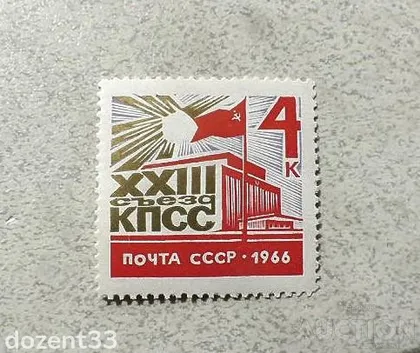 4
к
XXIII
съезд
КПСС
ПОЧТА СССР · 1966
dozent33